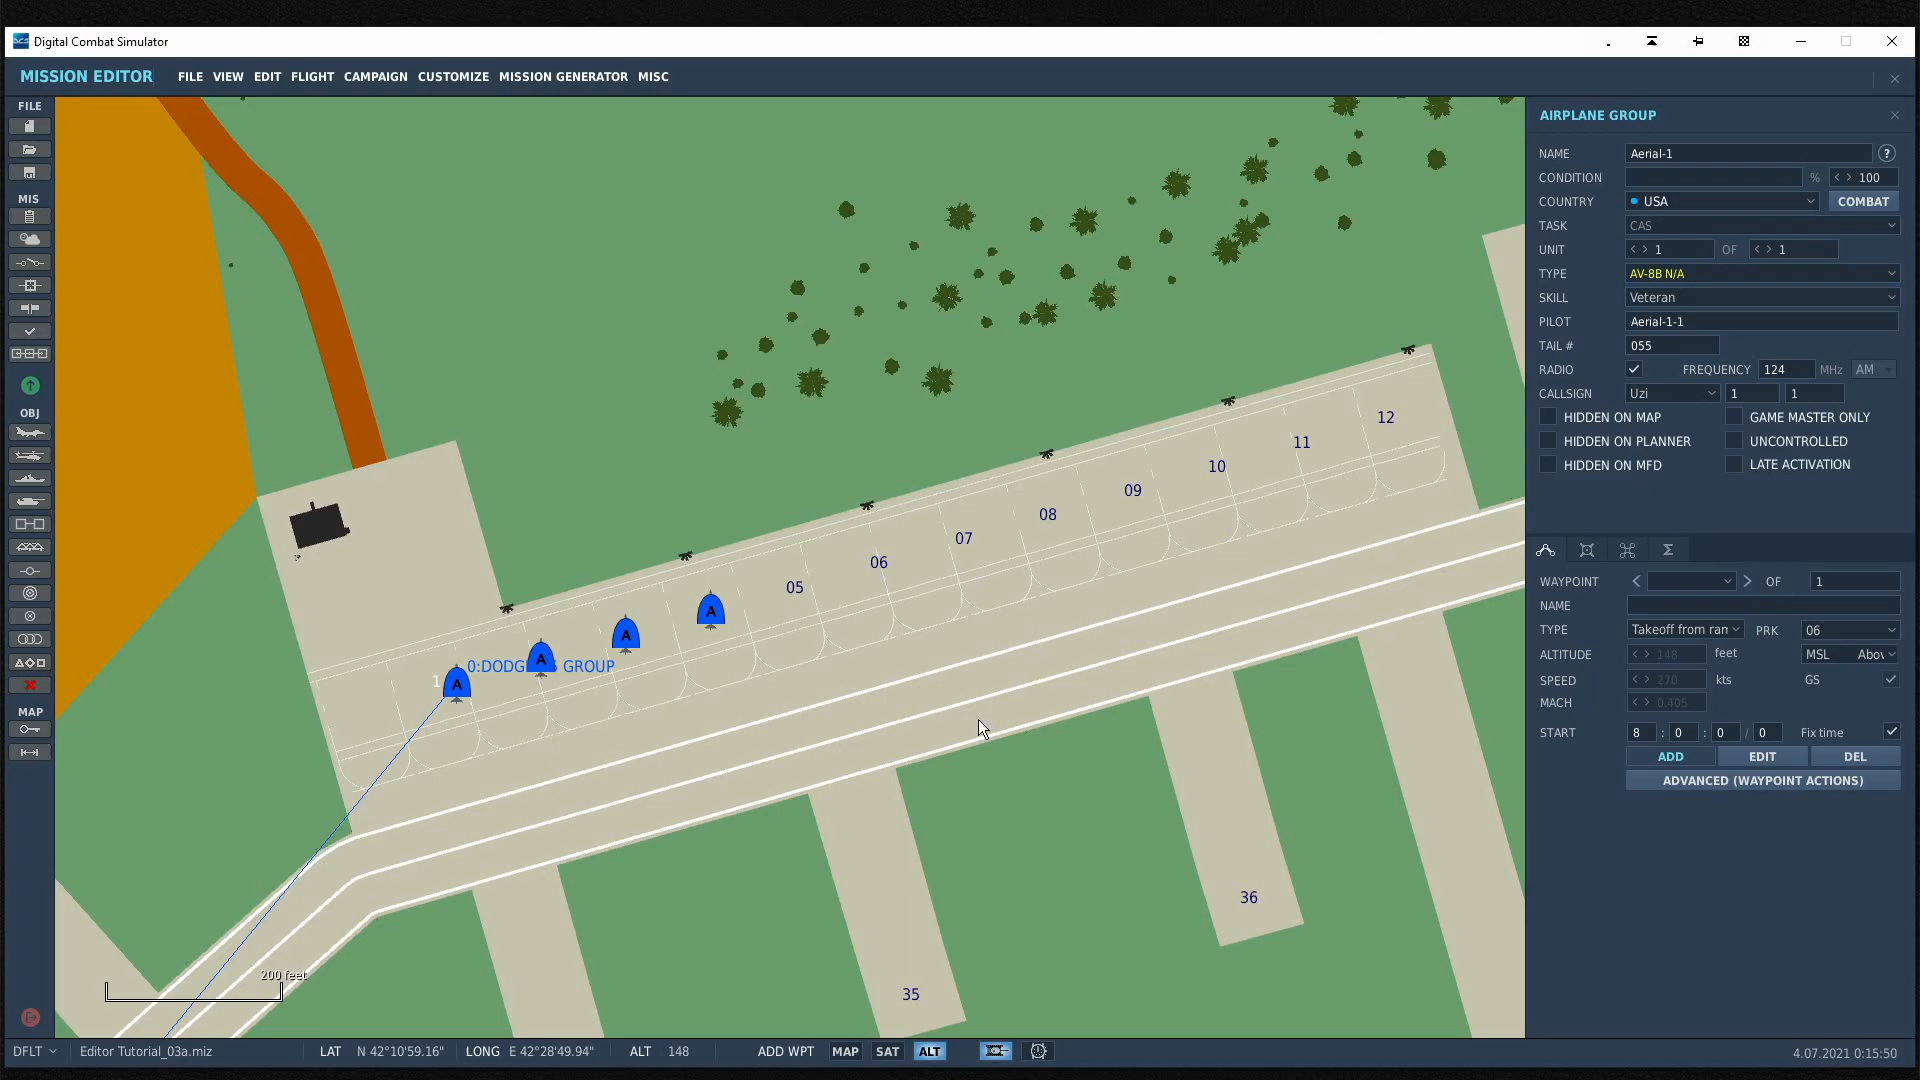 Digital Combat Simulator
MISSION EDITOR FILE VIEW EDIT FLIGHT CAMPAIGN CUSTOMIZE MISSION GENERATOR MISC
FILE
MIS
OBJ
MAP
12
11
10
09
08
07
06
05
A
A
A
A
0:DODG
GROUP
1
36
35
200 feet
AIRPLANE GROUP
NAME Aerial-1 ?
CONDITION % < > 100
COUNTRY USA COMBAT
TASK CAS
UNIT < > 1 OF < > 1
TYPE AV-8B N/A
SKILL Veteran
PILOT Aerial-1-1
TAIL # 055
RADIO FREQUENCY 124 MHz AM
CALLSIGN Uzi 1 1
HIDDEN ON MAP GAME MASTER ONLY
HIDDEN ON PLANNER UNCONTROLLED
HIDDEN ON MFD LATE ACTIVATION
WAYPOINT < > OF 1
NAME
TYPE Takeoff from ran PRK 06
ALTITUDE < > 148 feet MSL Abov
SPEED < > 270 kts GS
MACH < > 0.405
START 8 : 0 : 0 / 0 Fix time
ADD EDIT DEL
ADVANCED (WAYPOINT ACTIONS)
DFLT Editor Tutorial_03a.miz LAT N 42°10'59.16" LONG E 42°28'49.94" ALT 148 ADD WPT MAP SAT ALT 4.07.2021 0:15:50